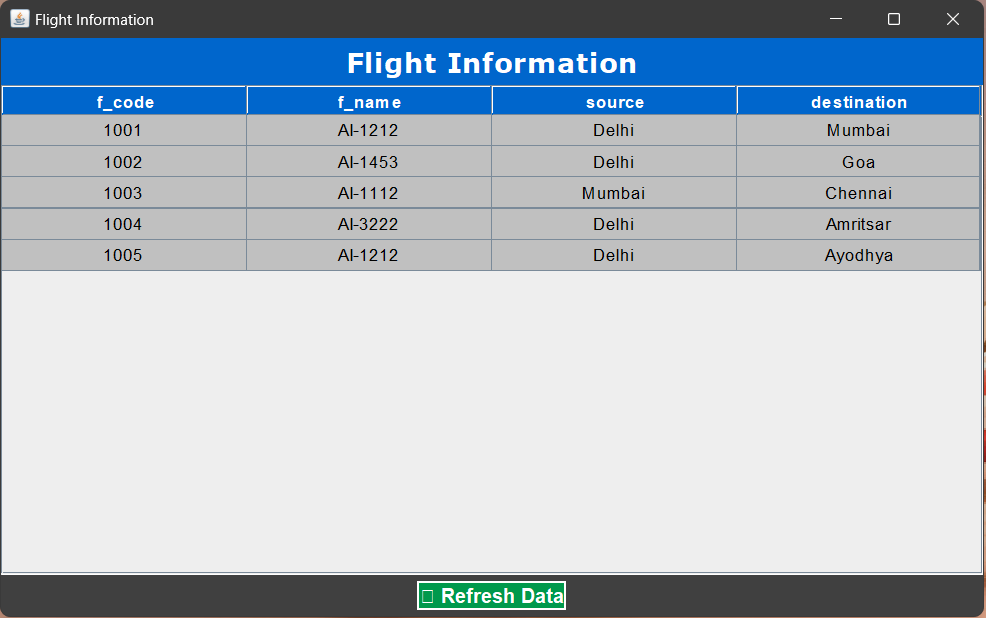 Flight Information
Flight Information
f_code f_name source destination
1001 AI-1212 Delhi Mumbai
1002 AI-1453 Delhi Goa
1003 AI-1112 Mumbai Chennai
1004 AI-3222 Delhi Amritsar
1005 AI-1212 Delhi Ayodhya
Refresh Data